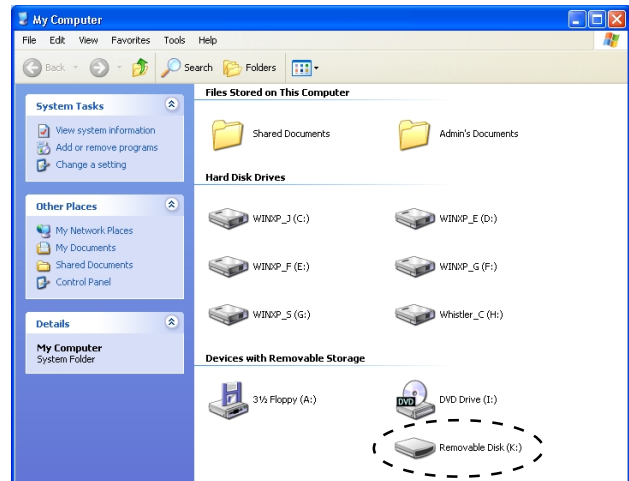 My Computer
File Edit View Favorites Tools Help
Back Search Folders
System Tasks
View system information
Add or remove programs
Change a setting
Other Places
My Network Places
My Documents
Shared Documents
Control Panel
Details
My Computer
System Folder
Files Stored on This Computer
Shared Documents Admin's Documents
Hard Disk Drives
WINXP_J (C:) WINXP_E (D:)
WINXP_F (E:) WINXP_G (F:)
WINXP_S (G:) Whistler_C (H:)
Devices with Removable Storage
3½ Floppy (A:) DVD Drive (I:)
DVD
Removable Disk (K:)